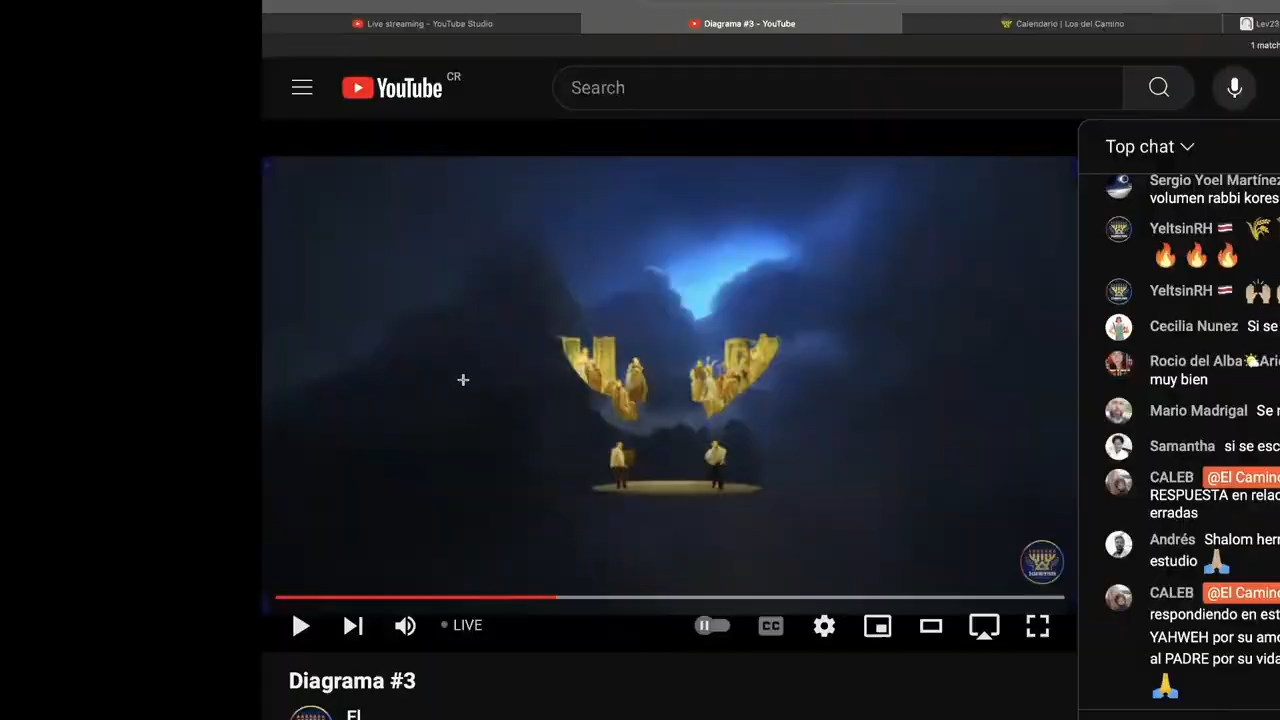 Live streaming - YouTube Studio
Diagrama #3 - YouTube
Calendario | Los del Camino
Lev23
1 match
YouTube CR
Search
Top chat
Sergio Yoel Martínez
volumen rabbi kores
YeltsinRH
YeltsinRH
Cecilia Nunez Si se
Rocio del Alba
muy bien
Mario Madrigal Se
Samantha si se esc
CALEB @El Camino
RESPUESTA en relac
erradas
Andrés Shalom her
estudio
CALEB @El Camino
respondiendo en est
YAHWEH por su amo
al PADRE por su vida
LIVE
CC
Diagrama #3
El